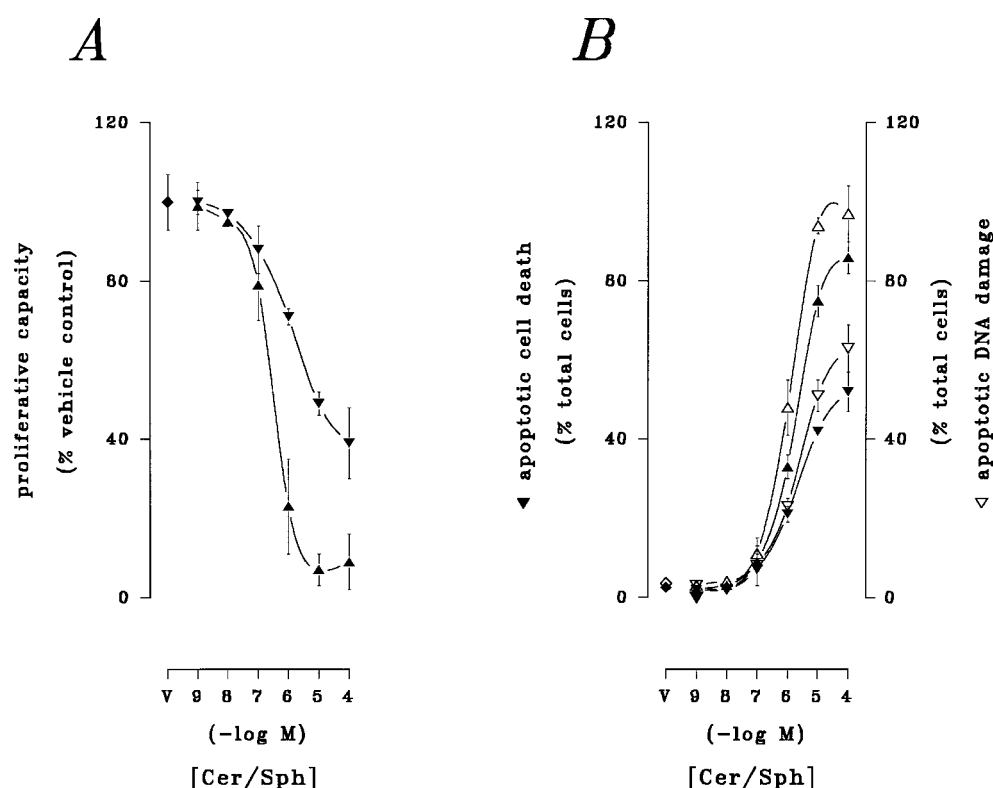 A
120
80
40
0
proliferative capacity
(% vehicle control)
V 9 8 7 6 5 4
(-log M)
[Cer/Sph]
B
120
80
40
0
▼ apoptotic cell death
(% total cells)
120
80
40
0
(% total cells)
▽ apoptotic DNA damage
V 9 8 7 6 5 4
(-log M)
[Cer/Sph]